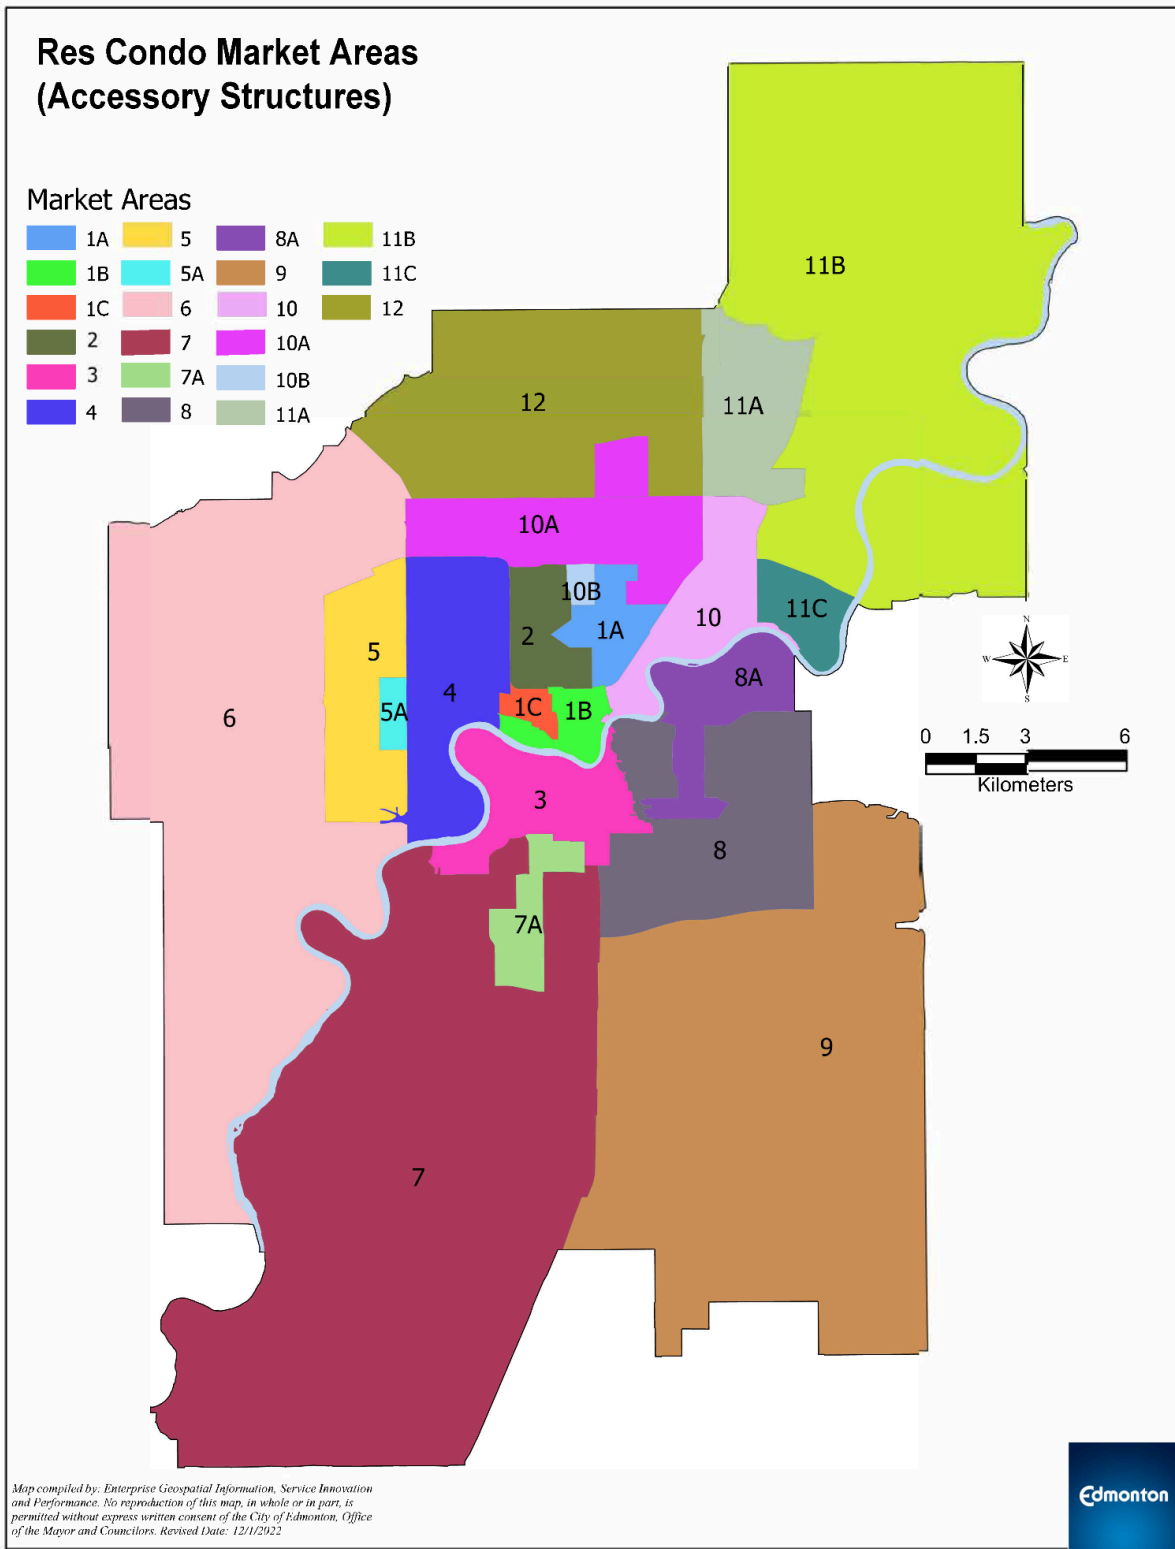 Res Condo Market Areas
(Accessory Structures)
Market Areas
1A 5 8A 11B
1B 5A 9 11C
1C 6 10 12
2 7 10A
3 7A 10B
4 8 11A
11B
12
11A
10A
10B
1A
2
10
11C
5
4
5A
6
1C
1B
8A
3
8
7A
9
7
N
W E
S
0 1.5 3 6
Kilometers
Map compiled by: Enterprise Geospatial Information, Service Innovation
and Performance. No reproduction of this map, in whole or in part, is
permitted without express written consent of the City of Edmonton, Office
of the Mayor and Councilors. Revised Date: 12/1/2022
Edmonton